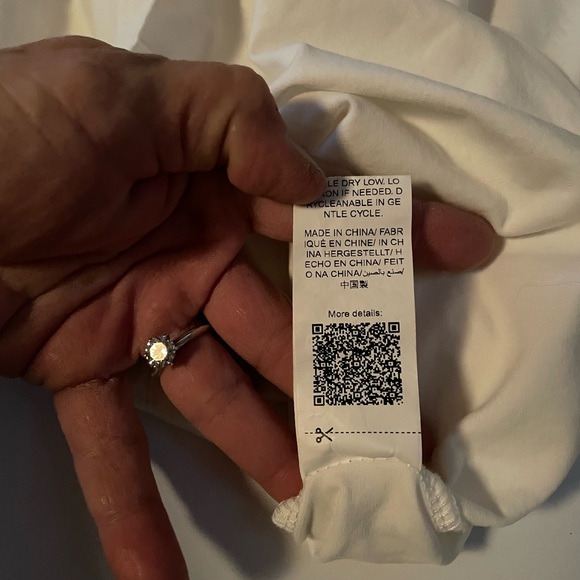 LE DRY LOW, LO
ON IF NEEDED. D
RYCLEANABLE IN GE
NTLE CYCLE.
MADE IN CHINA/ FABR
IQUÉ EN CHINE/ IN CH
INA HERGESTELLT/ H
ECHO EN CHINA/ FEIT
O NA CHINA/صنع بالصين/
中国製
More details: